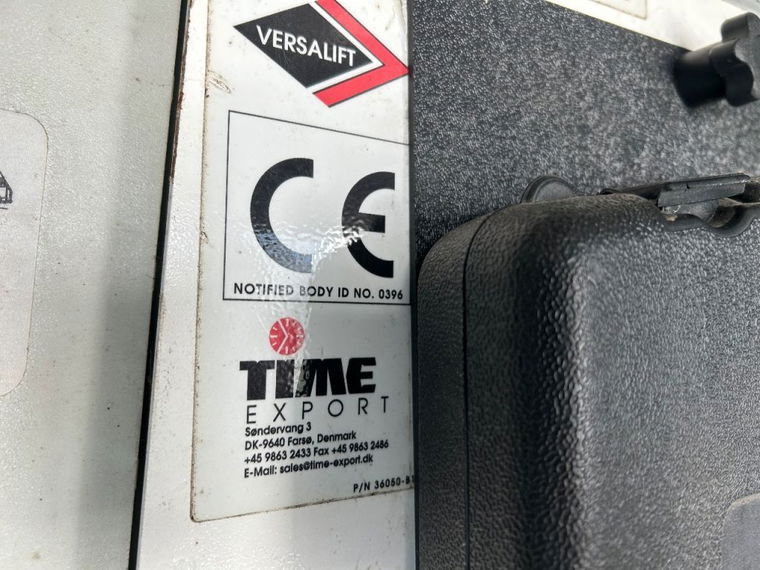 VERSALIFT
CE
NOTIFIED BODY ID NO. 0396
TIME
EXPORT
Søndervang 3
DK-9640 Farsø, Denmark
+45 9863 2433 Fax +45 9863 2486
E-Mail: sales@time-export.dk
P/N 36050-B1